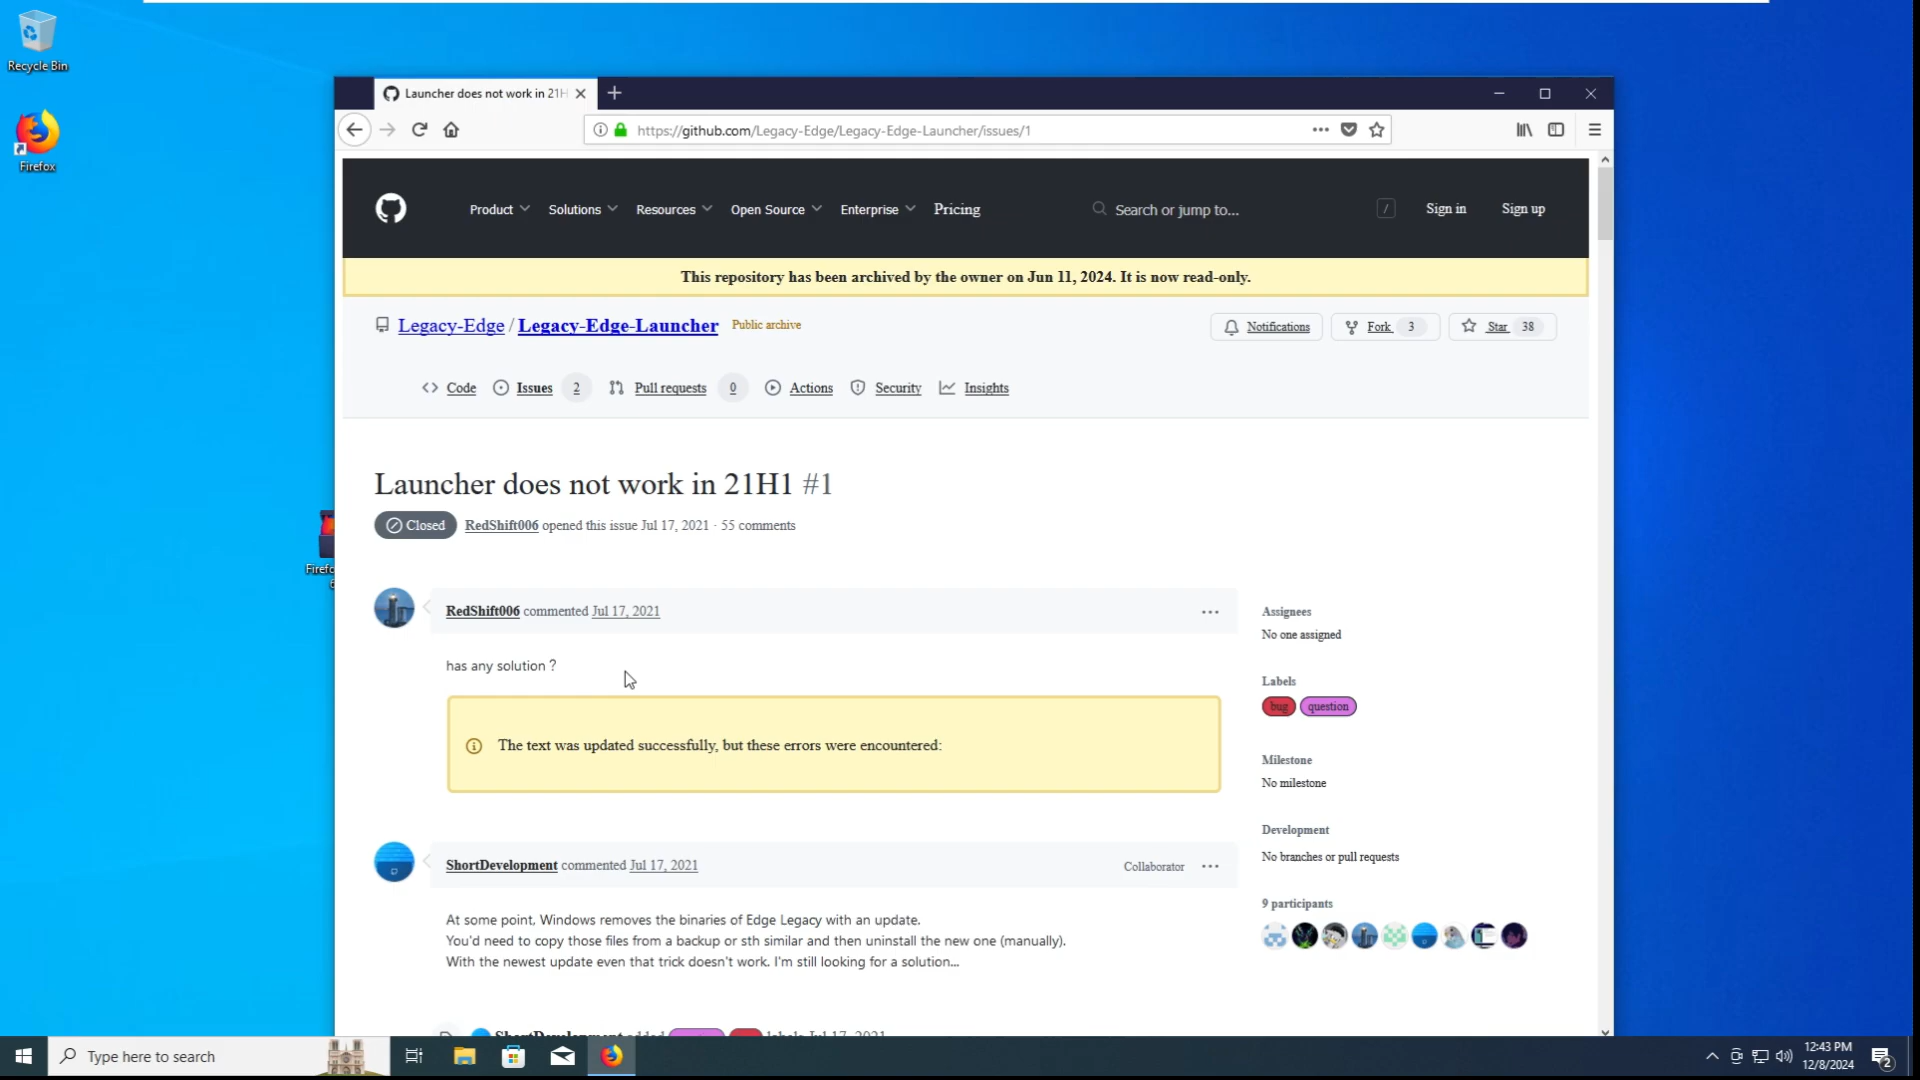 Recycle Bin
Firefox
Launcher does not work in 21H
https://github.com/Legacy-Edge/Legacy-Edge-Launcher/issues/1
Product
Solutions
Resources
Open Source
Enterprise
Pricing
Search or jump to...
/
Sign in
Sign up
This repository has been archived by the owner on Jun 11, 2024. It is now read-only.
Legacy-Edge / Legacy-Edge-Launcher Public archive
Notifications
Fork 3
Star 38
Code
Issues 2
Pull requests 0
Actions
Security
Insights
Launcher does not work in 21H1 #1
Closed RedShift006 opened this issue Jul 17, 2021 · 55 comments
RedShift006 commented Jul 17, 2021
has any solution ?
The text was updated successfully, but these errors were encountered:
ShortDevelopment commented Jul 17, 2021
Collaborator
At some point, Windows removes the binaries of Edge Legacy with an update.
You'd need to copy those files from a backup or sth similar and then uninstall the new one (manually).
With the newest update even that trick doesn't work. I'm still looking for a solution...
ShortDevelopment added labels Jul 17, 2021
Assignees
No one assigned
Labels
bug question
Milestone
No milestone
Development
No branches or pull requests
9 participants
Type here to search
12:43 PM
12/8/2024
2